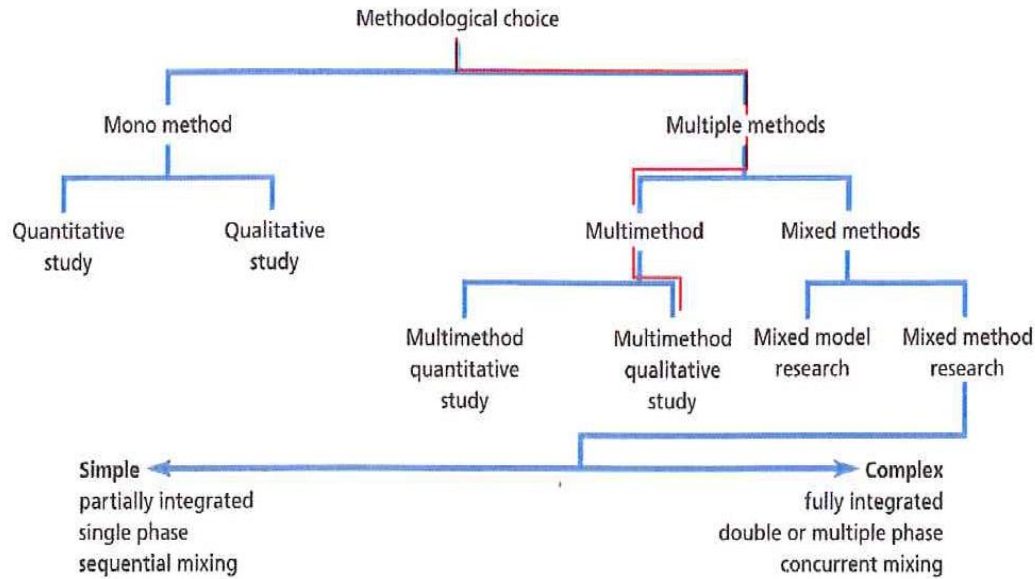 Methodological choice
Mono method
Multiple methods
Quantitative
study
Qualitative
study
Multimethod
Mixed methods
Multimethod
quantitative
study
Multimethod
qualitative
study
Mixed model
research
Mixed method
research
Simple
partially integrated
single phase
sequential mixing
Complex
fully integrated
double or multiple phase
concurrent mixing